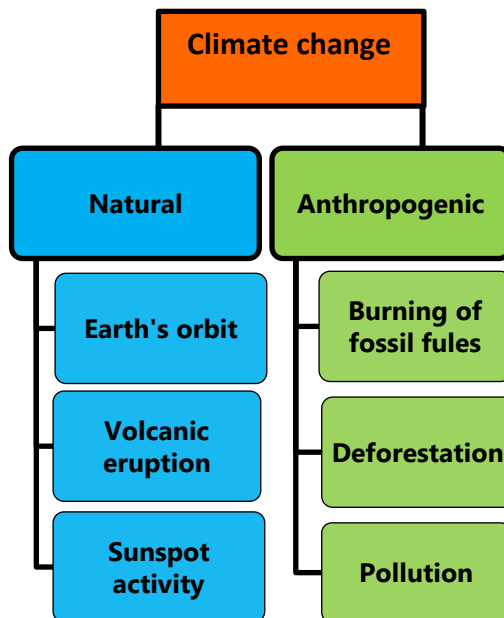 Climate change
Natural
Anthropogenic
Earth's orbit
Burning of
fossil fules
Volcanic
eruption
Deforestation
Sunspot
activity
Pollution